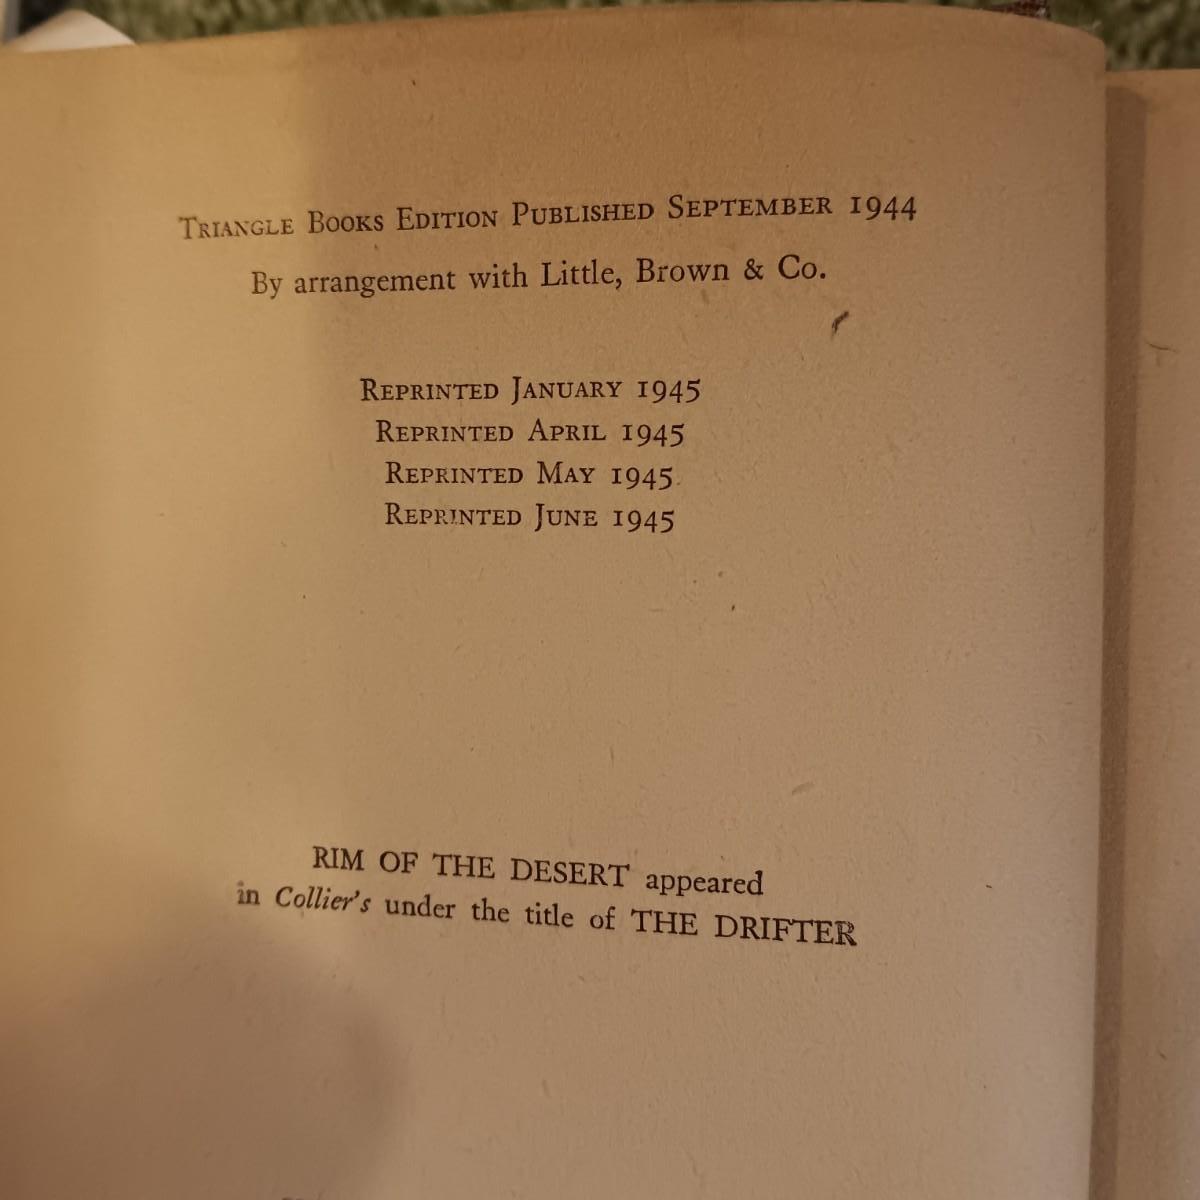 Triangle Books Edition Published September 1944
By arrangement with Little, Brown & Co.
Reprinted January 1945
Reprinted April 1945
Reprinted May 1945
Reprinted June 1945
RIM OF THE DESERT appeared
in Collier's under the title of THE DRIFTER